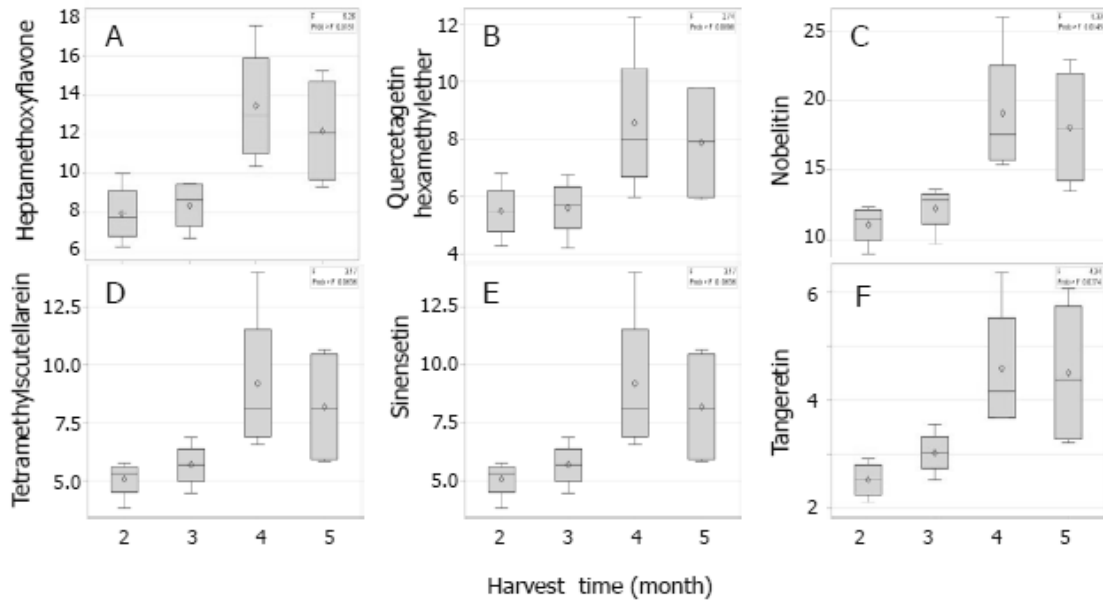 Heptamethoxyflavone
18
16
14
12
10
8
6
A
Quercetagetin
hexamethylether
12
10
8
6
4
B
Nobelitin
25
20
15
10
C
Tetramethylscutellarein
12.5
10.0
7.5
5.0
D
2 3 4 5
Sinensetin
12.5
10.0
7.5
5.0
E
2 3 4 5
Tangeretin
6
4
2
F
2 3 4 5
Harvest time (month)